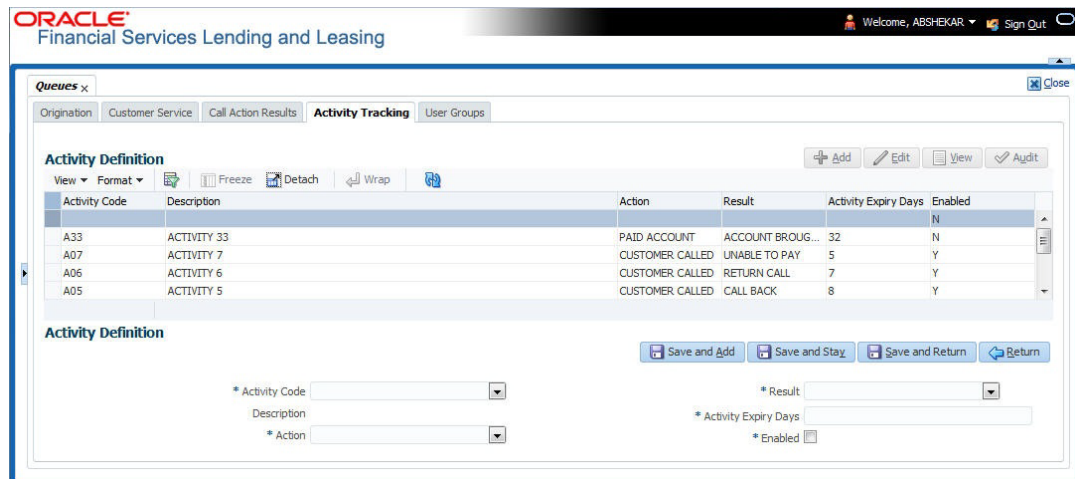 ORACLE
Financial Services Lending and Leasing
Welcome, ABSHEKAR Sign Out
Queues x
Close
Origination Customer Service Call Action Results Activity Tracking User Groups
Activity Definition
Add Edit View Audit
View Format Freeze Detach Wrap
Activity Code Description Action Result Activity Expiry Days Enabled
N
A33 ACTIVITY 33 PAID ACCOUNT ACCOUNT BROUG... 32 N
A07 ACTIVITY 7 CUSTOMER CALLED UNABLE TO PAY 5 Y
A06 ACTIVITY 6 CUSTOMER CALLED RETURN CALL 7 Y
A05 ACTIVITY 5 CUSTOMER CALLED CALL BACK 8 Y
Activity Definition
Save and Add Save and Stay Save and Return Return
* Activity Code * Result
Description * Activity Expiry Days
* Action * Enabled